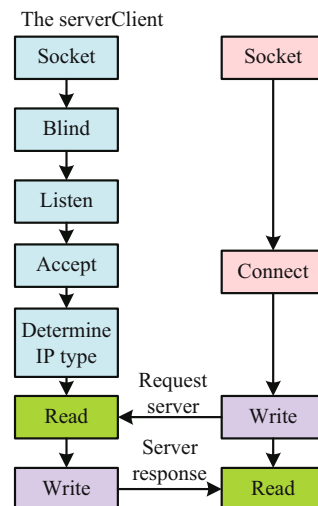 The serverClient
Socket
Socket
Blind
Listen
Accept
Connect
Determine
IP type
Request
server
Read
Write
Server
response
Write
Read